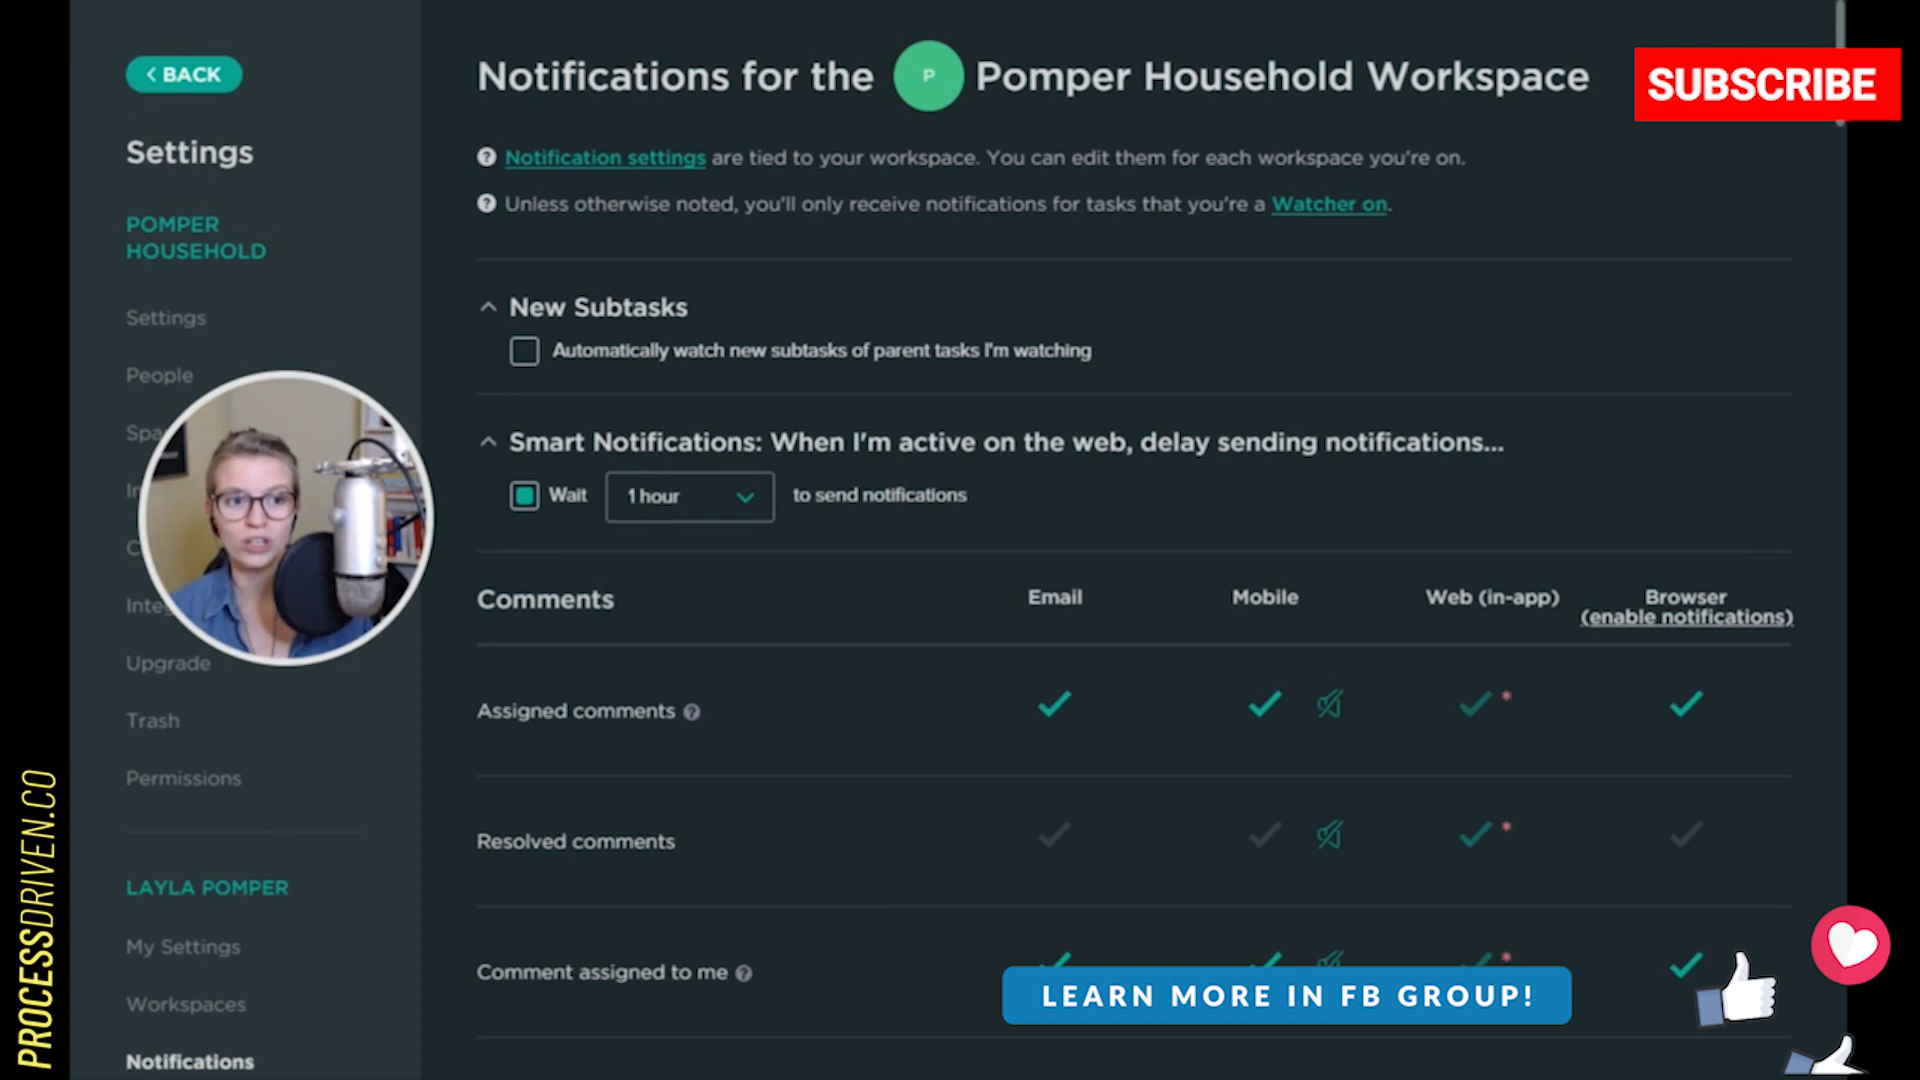 BACK
Settings
POMPER
HOUSEHOLD
Settings
People
Upgrade
Trash
Permissions
LAYLA POMPER
My Settings
Workspaces
Notifications
Notifications for the P Pomper Household Workspace
Notification settings are tied to your workspace. You can edit them for each workspace you're on.
Unless otherwise noted, you'll only receive notifications for tasks that you're a Watcher on.
New Subtasks
Automatically watch new subtasks of parent tasks I'm watching
Smart Notifications: When I'm active on the web, delay sending notifications...
Wait 1 hour to send notifications
Comments Email Mobile Web (in-app) Browser
(enable notifications)
Assigned comments
Resolved comments
Comment assigned to me
SUBSCRIBE
LEARN MORE IN FB GROUP!
PROCESSDRIVEN.CO